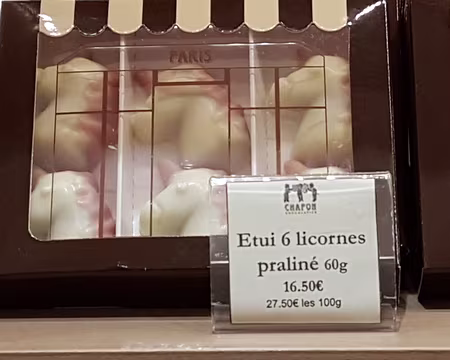 PARIS
CHAPON
CHOCOLATIER
Etui 6 licornes
praliné 60g
16.50€
27.50€ les 100g